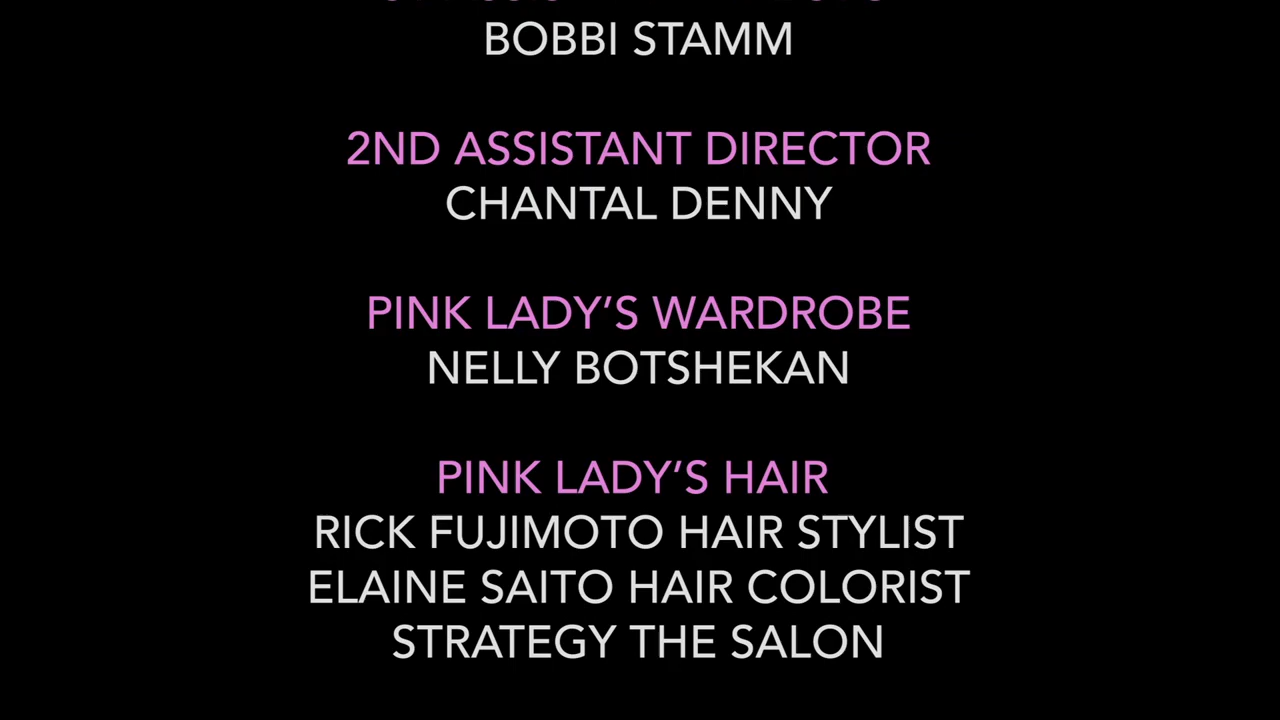 BOBBI STAMM
2ND ASSISTANT DIRECTOR
CHANTAL DENNY
PINK LADY'S WARDROBE
NELLY BOTSHEKAN
PINK LADY'S HAIR
RICK FUJIMOTO HAIR STYLIST
ELAINE SAITO HAIR COLORIST
STRATEGY THE SALON